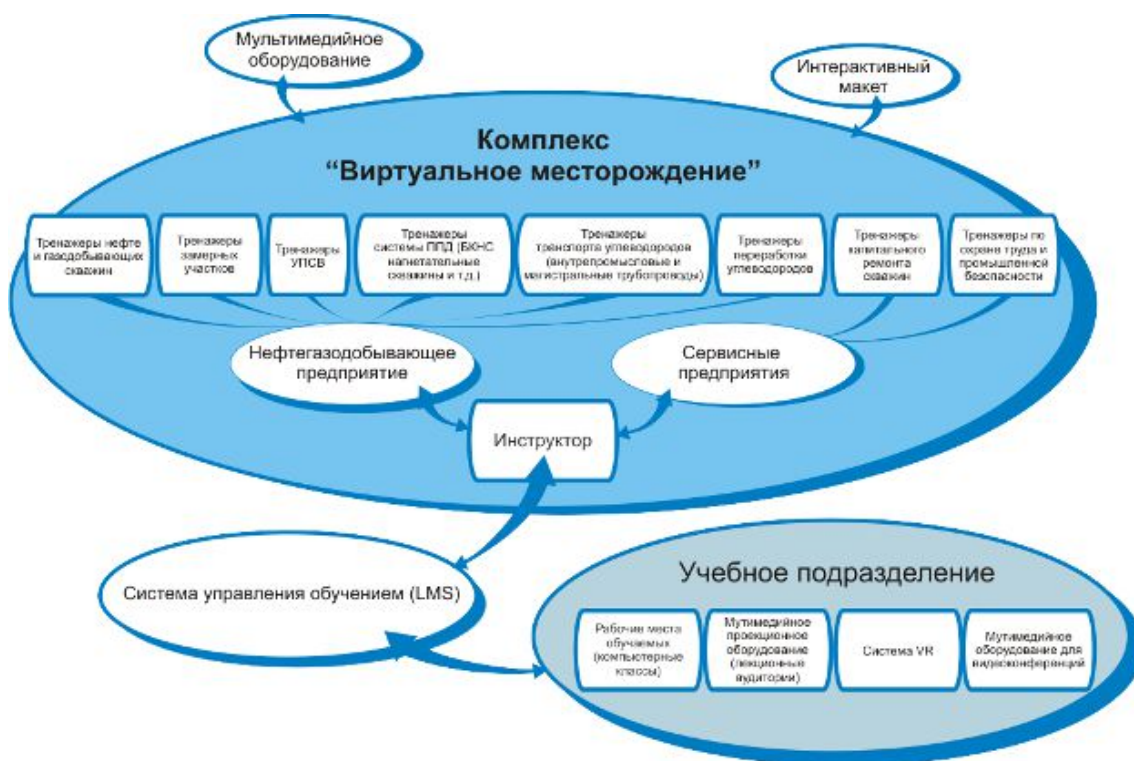 Мультимедийное
оборудование
Интерактивный
макет
Комплекс
“Виртуальное месторождение”
Тренажеры нефте
и газодобывающих
скважин
Тренажеры
замерных
участков
Тренажеры
УПСВ
Тренажеры
системы ППД (БКНС
нагнетательные
скважины и т.д.)
Тренажеры
транспорта углеводородов
(внутрепромысловые и
магистральные трубопроводы)
Тренажеры
переработки
углеводородов
Тренажеры
капитального
ремонта
скважин
Тренажеры по
охране труда и
промышленной
безопасности
Нефтегазодобывающее
предприятие
Сервисные
предприятия
Инструктор
Система управления обучением (LMS)
Учебное подразделение
Рабочие места
обучаемых
(компьютерные
классы)
Мутимедийное
проекционное
оборудование
(лекционные
аудитории)
Система VR
Мутимедийное
оборудование для
видеоконференций